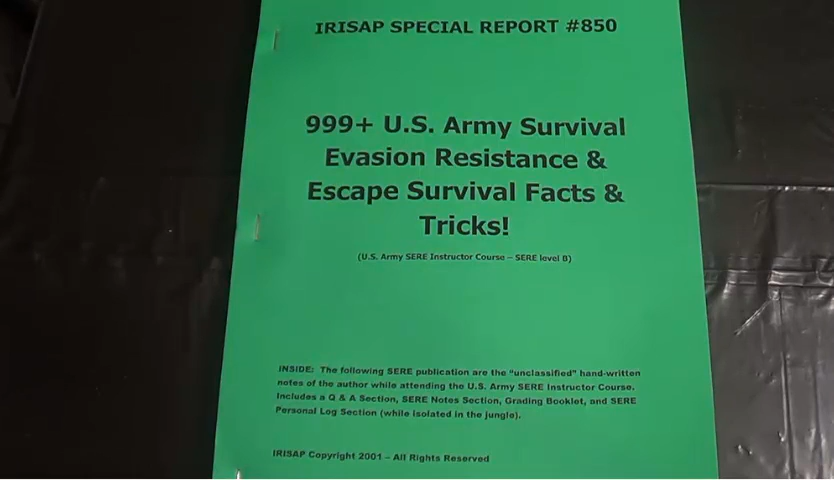 IRISAP SPECIAL REPORT #850
999+ U.S. Army Survival
Evasion Resistance &
Escape Survival Facts &
Tricks!
(U.S. Army SERE Instructor Course – SERE level B)
INSIDE: The following SERE publication are the "unclassified" hand-written
notes of the author while attending the U.S. Army SERE Instructor Course.
Includes a Q & A Section, SERE Notes Section, Grading Booklet, and SERE
Personal Log Section (while isolated in the jungle).
IRISAP Copyright 2001 – All Rights Reserved